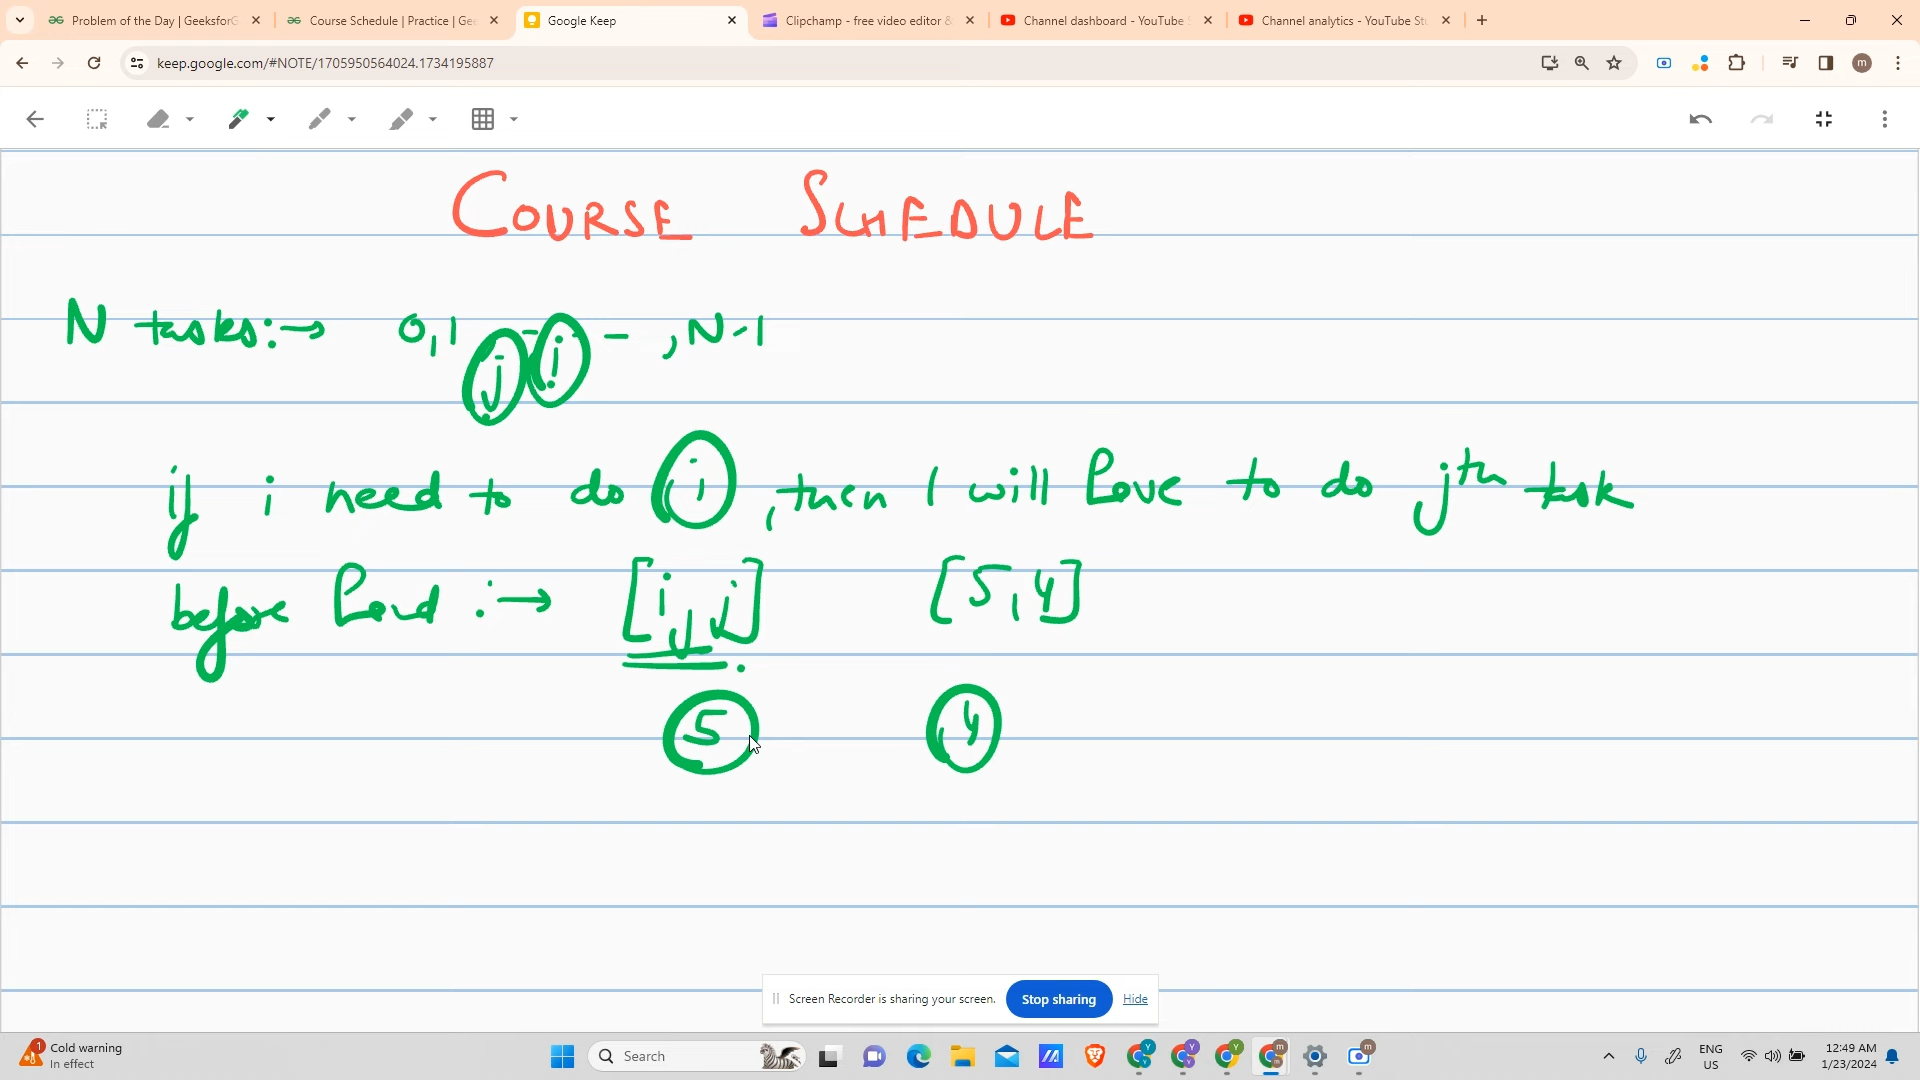 Problem of the Day | GeeksforG
Course Schedule | Practice | Gee
Google Keep
Clipchamp - free video editor &
Channel dashboard - YouTube S
Channel analytics - YouTube Stu
keep.google.com/#NOTE/1705950564024.1734195887
m
COURSE SCHEDULE
N tasks:→ 0,1 - - - ,N-1
j i
if i need to do i ,then I will have to do jth task
before hand :→ [i,j] [5,4]
5 4
Screen Recorder is sharing your screen.
Stop sharing
Hide
1
Cold warning
In effect
Search
ENG
US
12:49 AM
1/23/2024